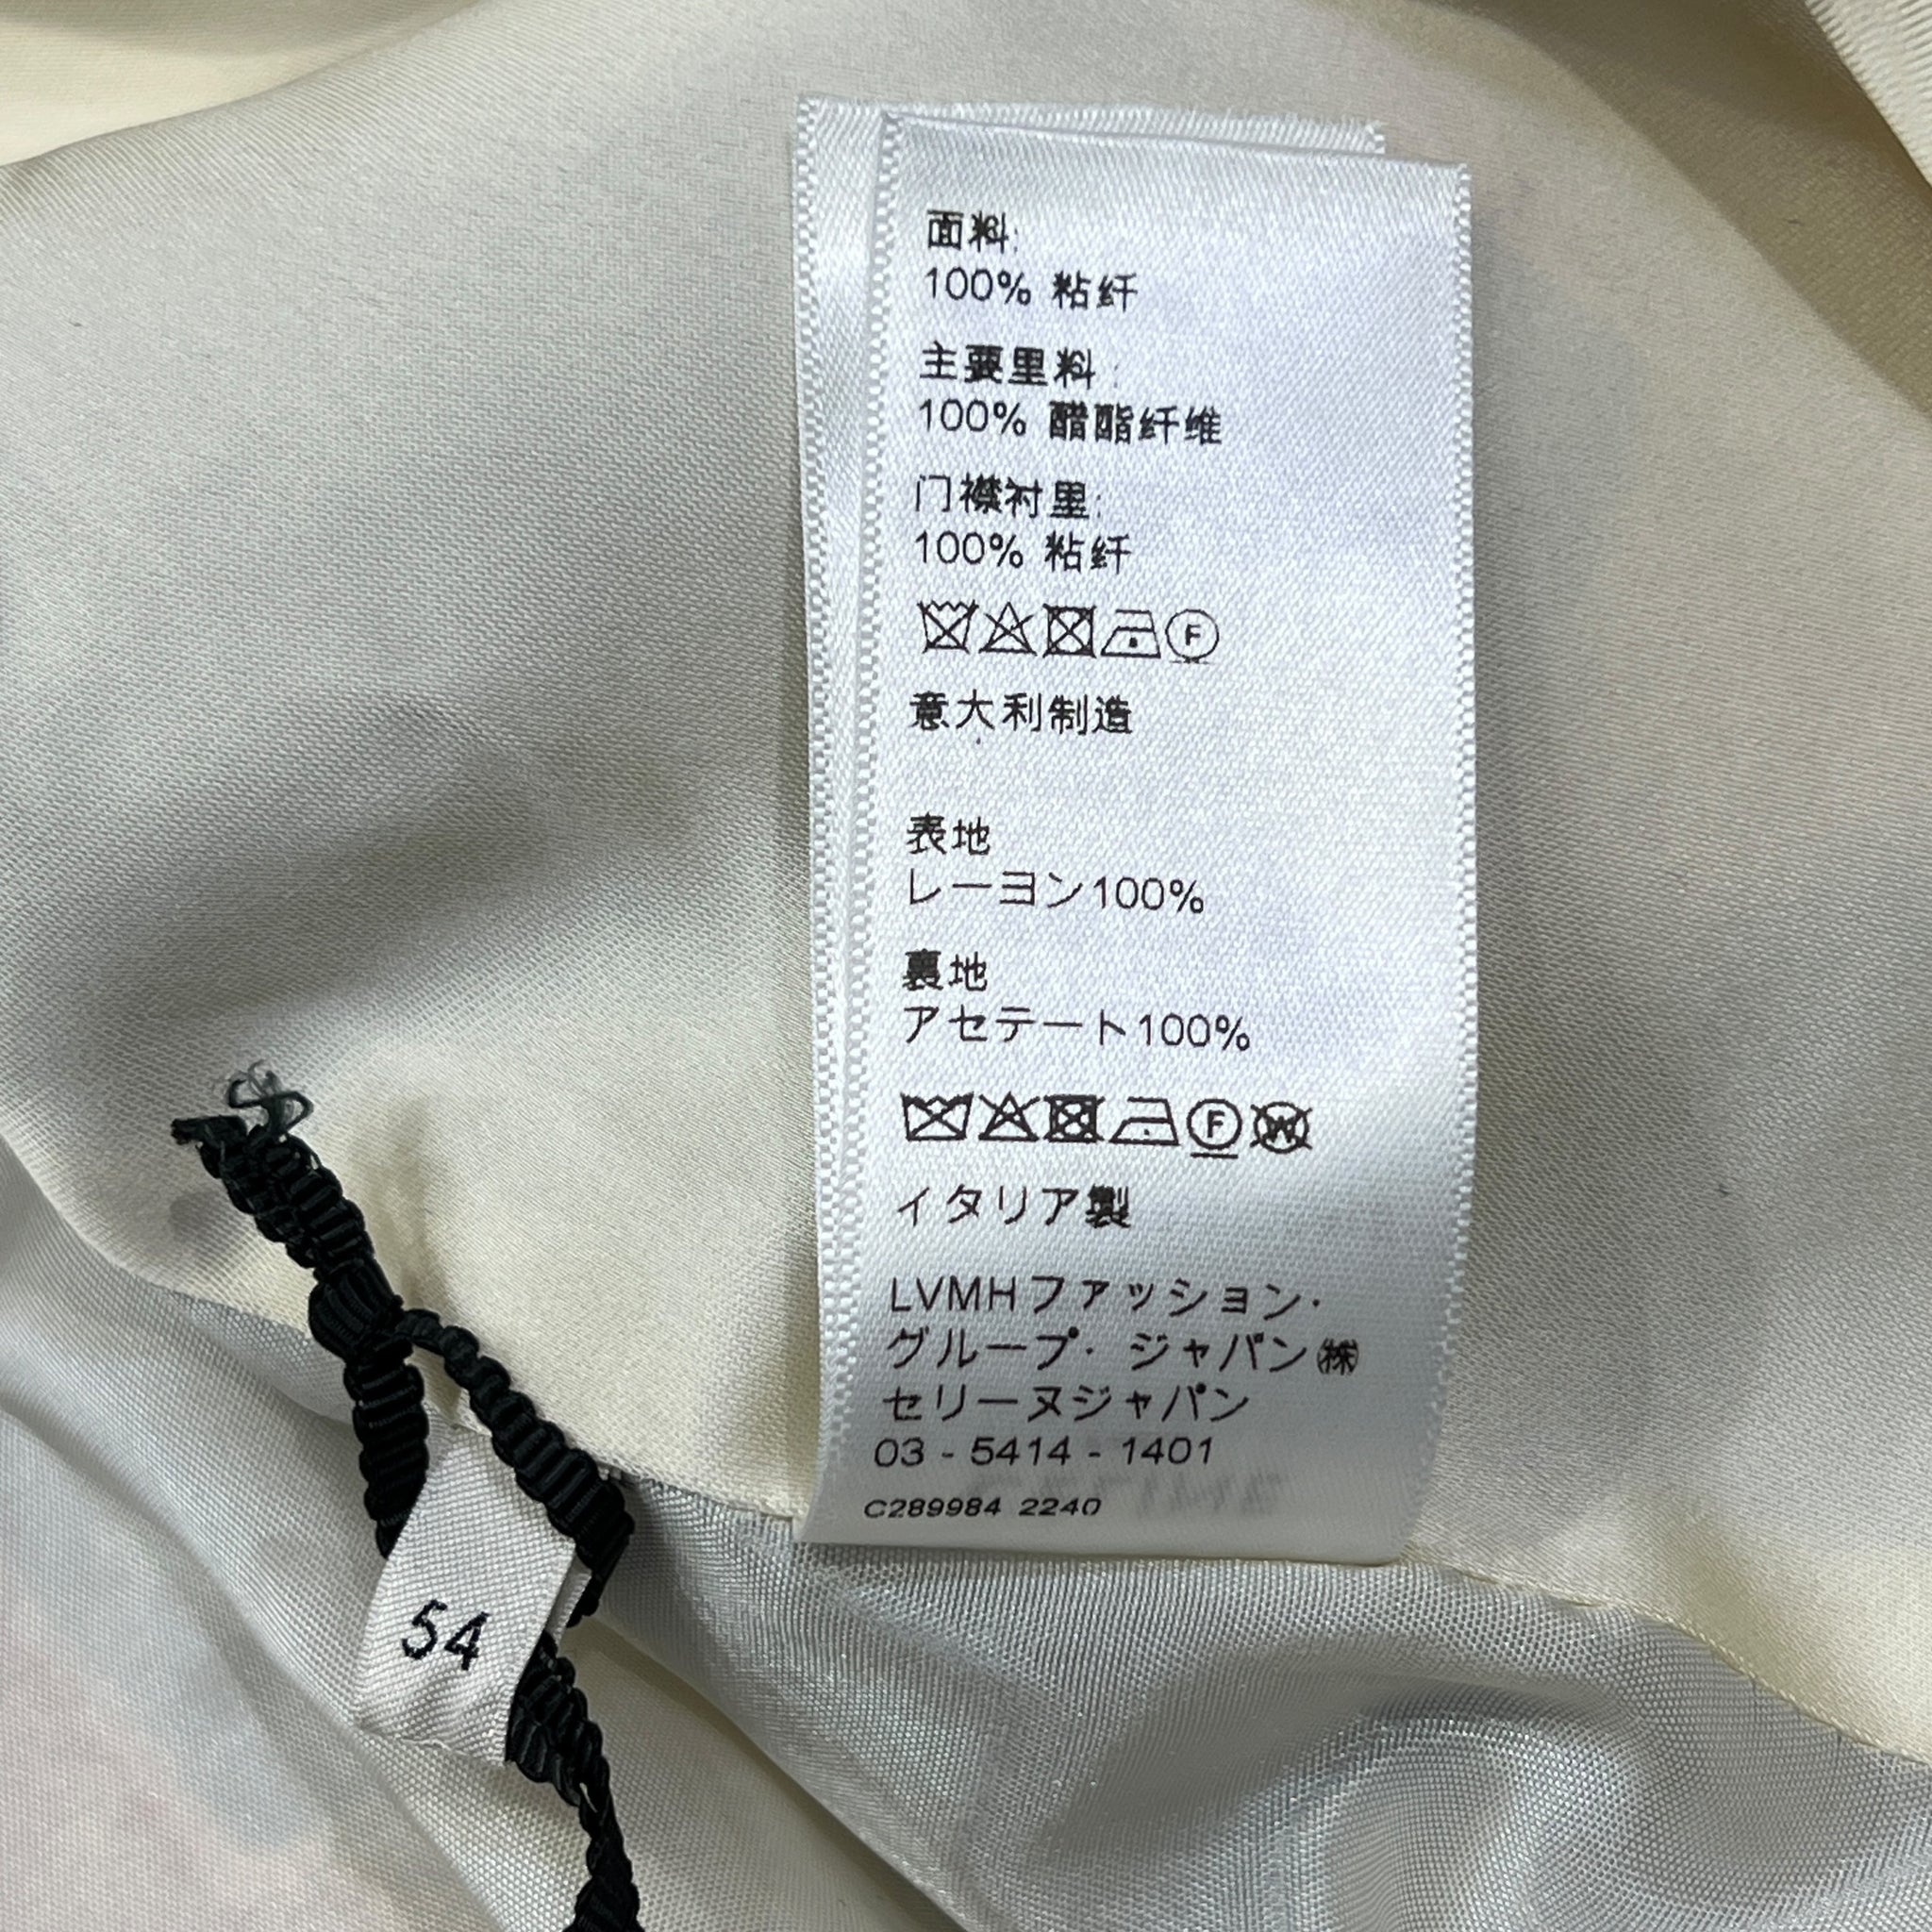 面料:
100% 粘纤
主要里料:
100% 醋酯纤维
门襟衬里:
100% 粘纤
F
意大利制造
表地
レーヨン100%
裏地
アセテート100%
F W
イタリア製
LVMHファッション·
グループ· ジャパン㈱
セリーヌジャパン
03 - 5414 - 1401
C289984 2240
54